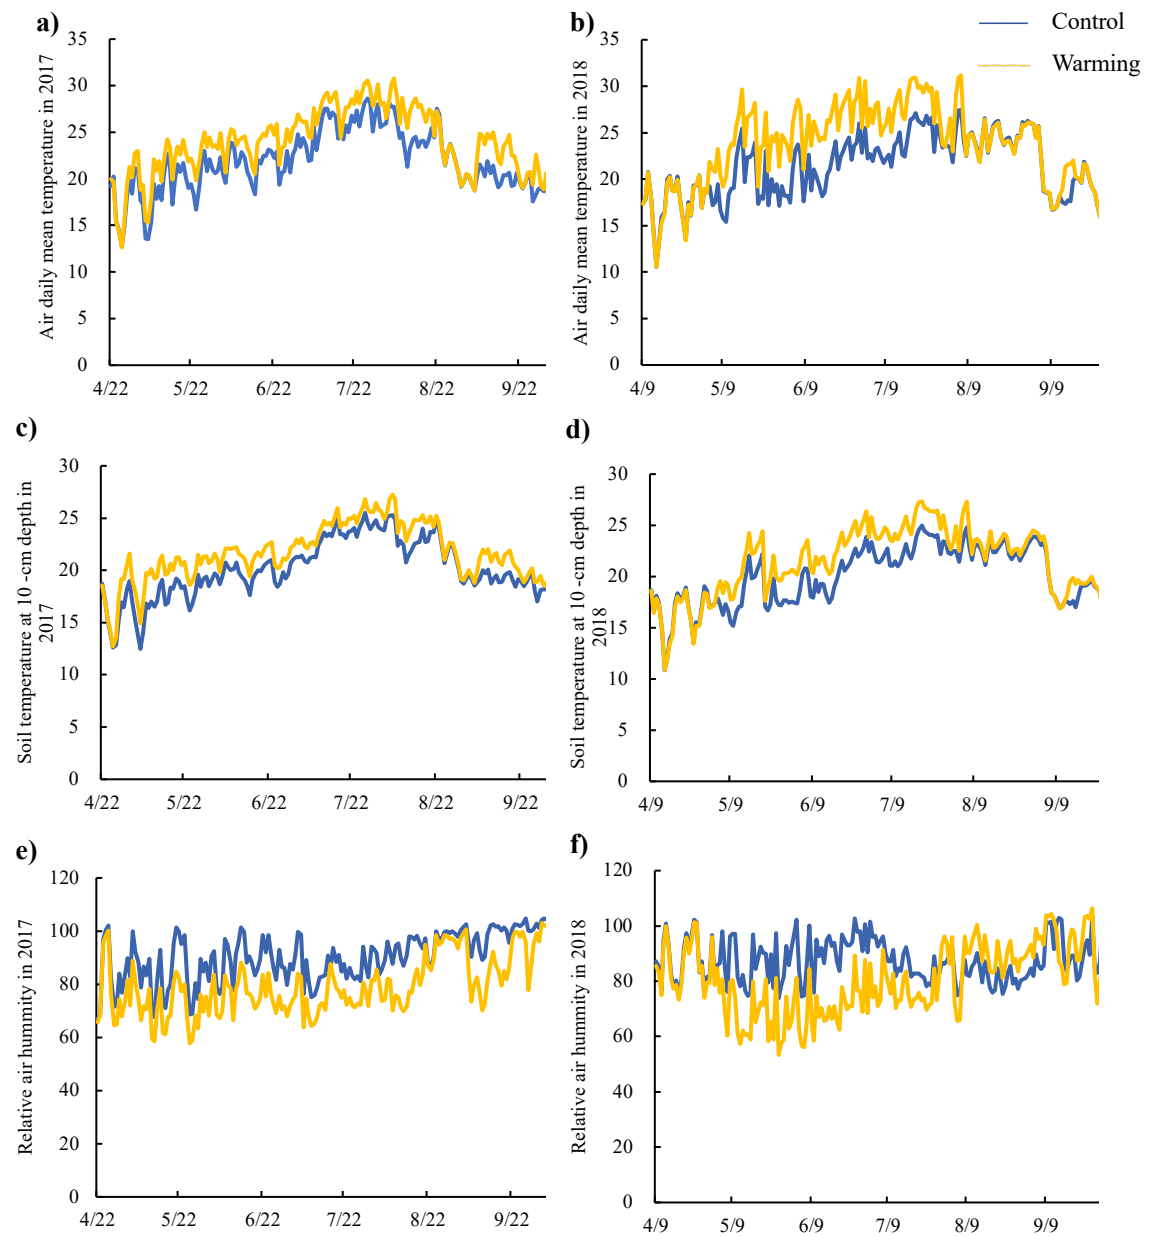 a)
b)
Control
Warming
Air daily mean temperature in 2017
35
30
25
20
15
10
5
0
4/22 5/22 6/22 7/22 8/22 9/22
Air daily mean temperature in 2018
35
30
25
20
15
10
5
0
4/9 5/9 6/9 7/9 8/9 9/9
c)
d)
Soil temperature at 10 -cm depth in
2017
30
25
20
15
10
5
0
4/22 5/22 6/22 7/22 8/22 9/22
Soil temperature at 10 -cm depth in
2018
30
25
20
15
10
5
0
4/9 5/9 6/9 7/9 8/9 9/9
e)
f)
Relative air hummity in 2017
120
100
80
60
40
20
0
4/22 5/22 6/22 7/22 8/22 9/22
Relative air hummity in 2018
120
100
80
60
40
20
0
4/9 5/9 6/9 7/9 8/9 9/9